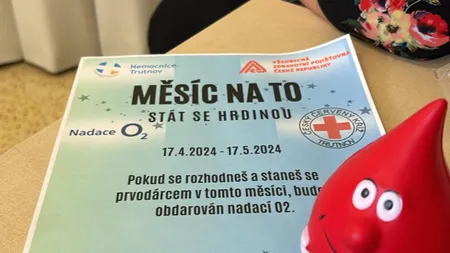 Nemocnice
Trutnov
VŠEOBECNÁ
ZDRAVOTNÍ POJIŠŤOVNA
ČESKÉ REPUBLIKY
MĚSÍC NA TO
STÁT SE HRDINOU
Nadace O₂
ČESKÝ ČERVENÝ KŘÍŽ
TRUTNOV
17.4.2024 - 17.5.2024
Pokud se rozhodneš a staneš se
prvodárcem v tomto měsíci, bude
obdarován nadací O2.